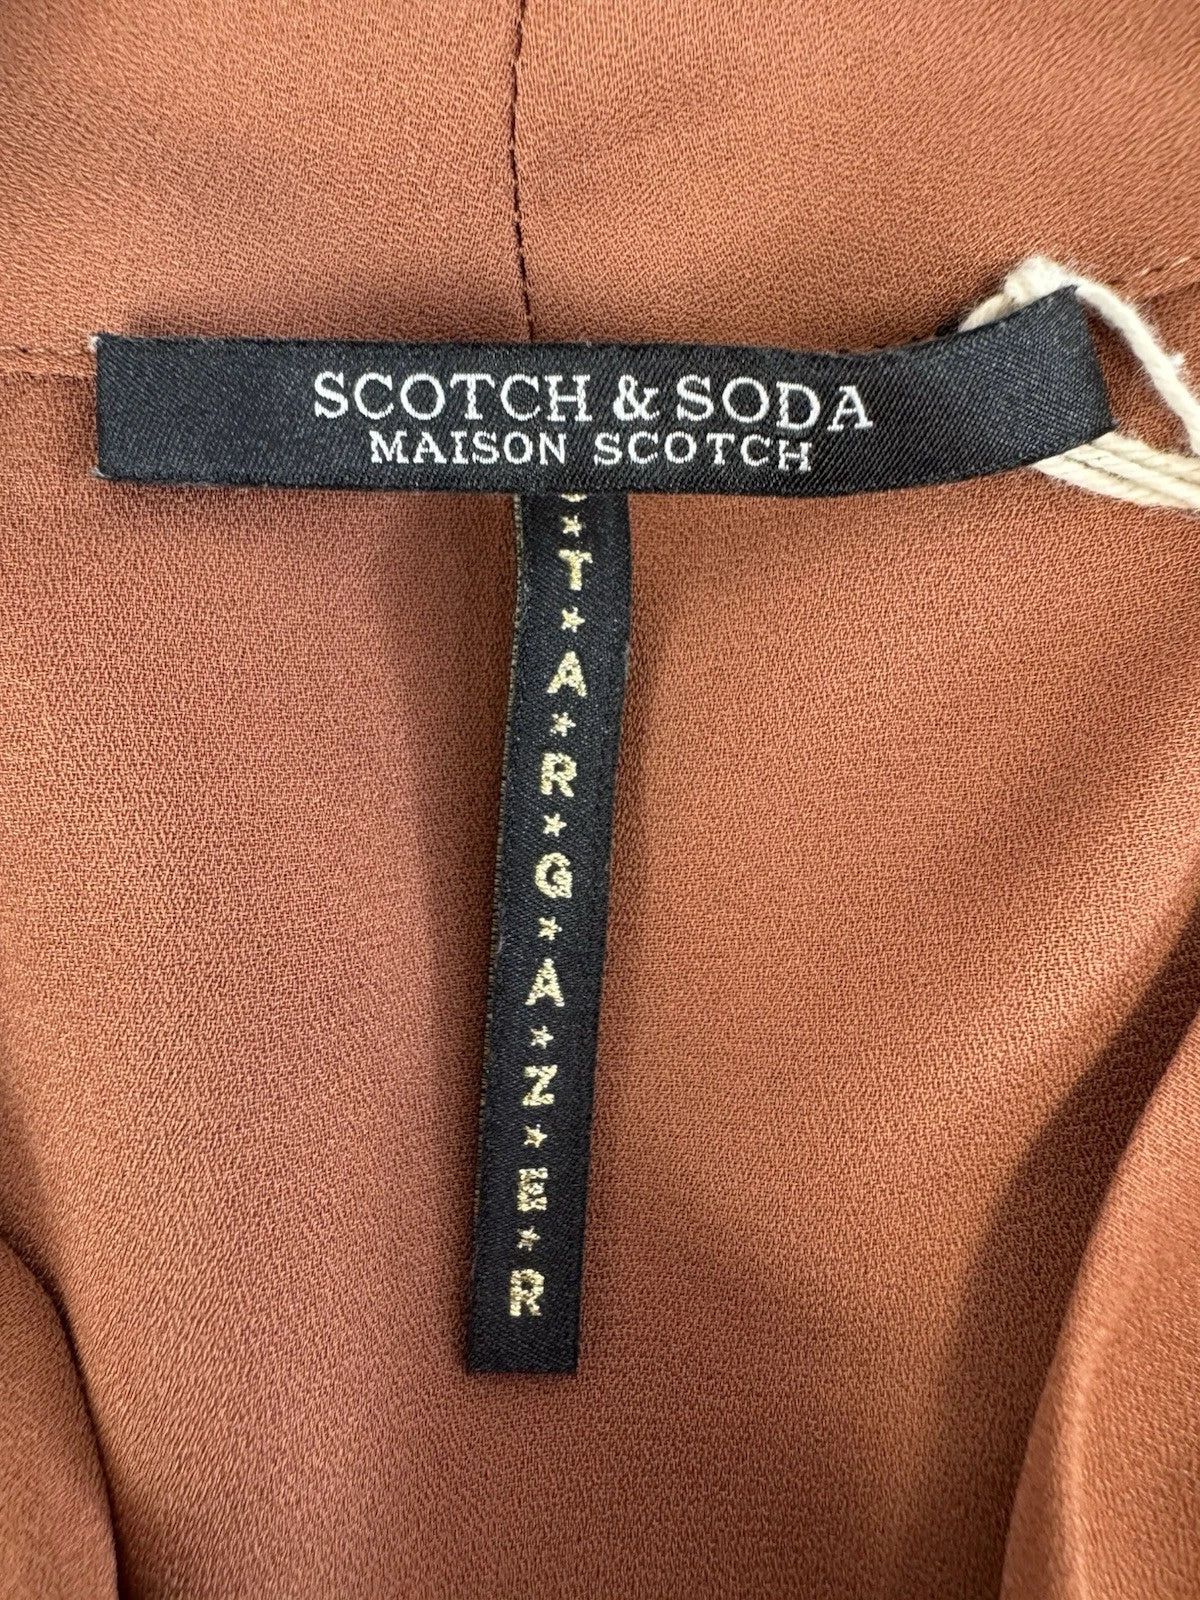 SCOTCH & SODA
MAISON SCOTCH
S★T★A★R★G★A★Z★E★R